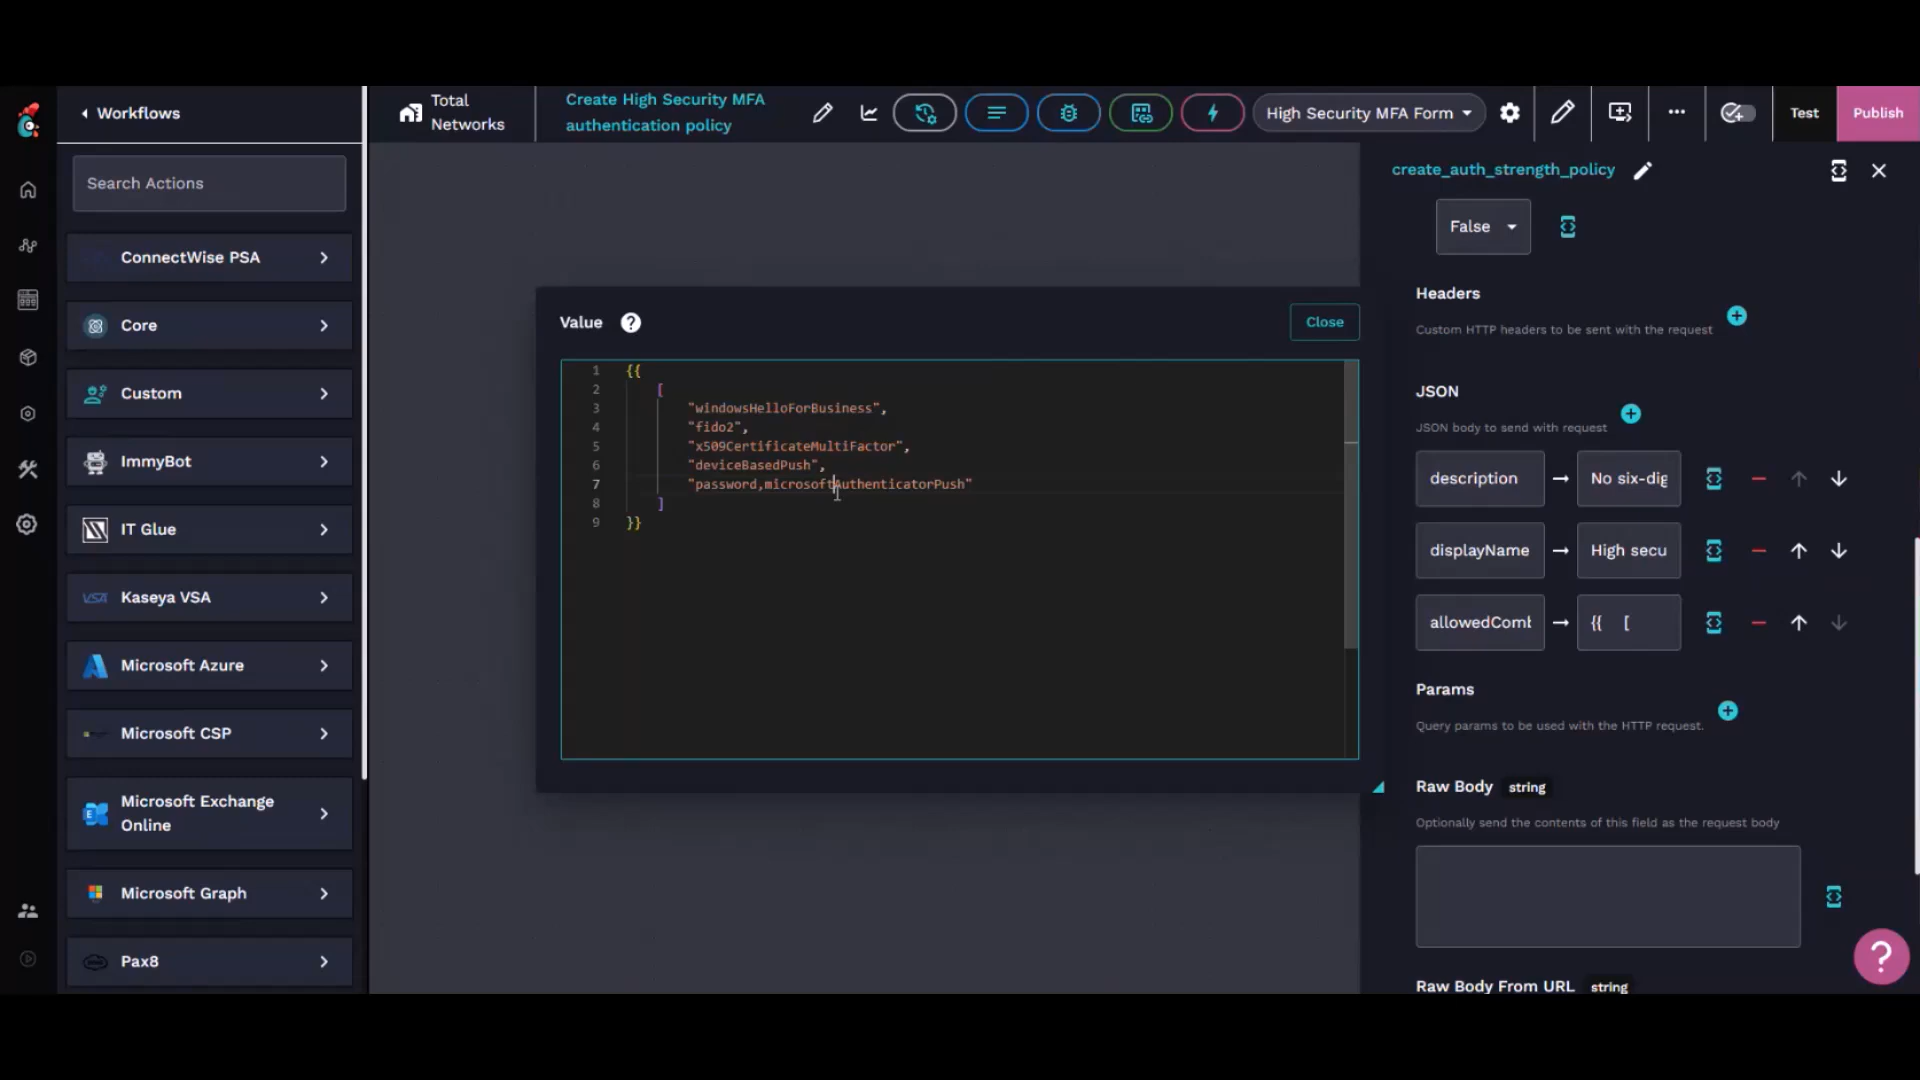 Workflows
Total
Networks
Create High Security MFA
authentication policy
High Security MFA Form
Test
Publish
Search Actions
ConnectWise PSA
Core
Custom
ImmyBot
IT Glue
VSA
Kaseya VSA
Microsoft Azure
Microsoft CSP
Microsoft Exchange
Online
Microsoft Graph
Pax8
Value
?
Close
1 {{
2 [
3 "windowsHelloForBusiness",
4 "fido2",
5 "x509CertificateMultiFactor",
6 "deviceBasedPush",
7 "password,microsoftAuthenticatorPush"
8 ]
9 }}
create_auth_strength_policy
False
Headers
Custom HTTP headers to be sent with the request
JSON
JSON body to send with request
description → No six-dig
displayName → High secu
allowedComb → {{ [
Params
Query params to be used with the HTTP request.
Raw Body string
Optionally send the contents of this field as the request body
Raw Body From URL string
?